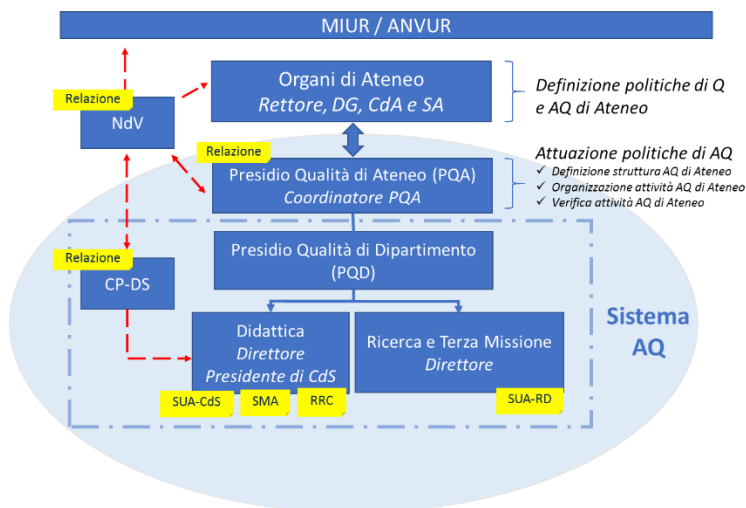 MIUR / ANVUR
Organi di Ateneo
Rettore, DG, CdA e SA
Definizione politiche di Q
e AQ di Ateneo
Relazione
NdV
Relazione
Presidio Qualità di Ateneo (PQA)
Coordinatore PQA
Attuazione politiche di AQ
✓ Definizione struttura AQ di Ateneo
✓ Organizzazione attività AQ di Ateneo
✓ Verifica attività AQ di Ateneo
Presidio Qualità di Dipartimento
(PQD)
Relazione
CP-DS
Didattica
Direttore
Presidente di CdS
Ricerca e Terza Missione
Direttore
Sistema
AQ
SUA-CdS
SMA
RRC
SUA-RD